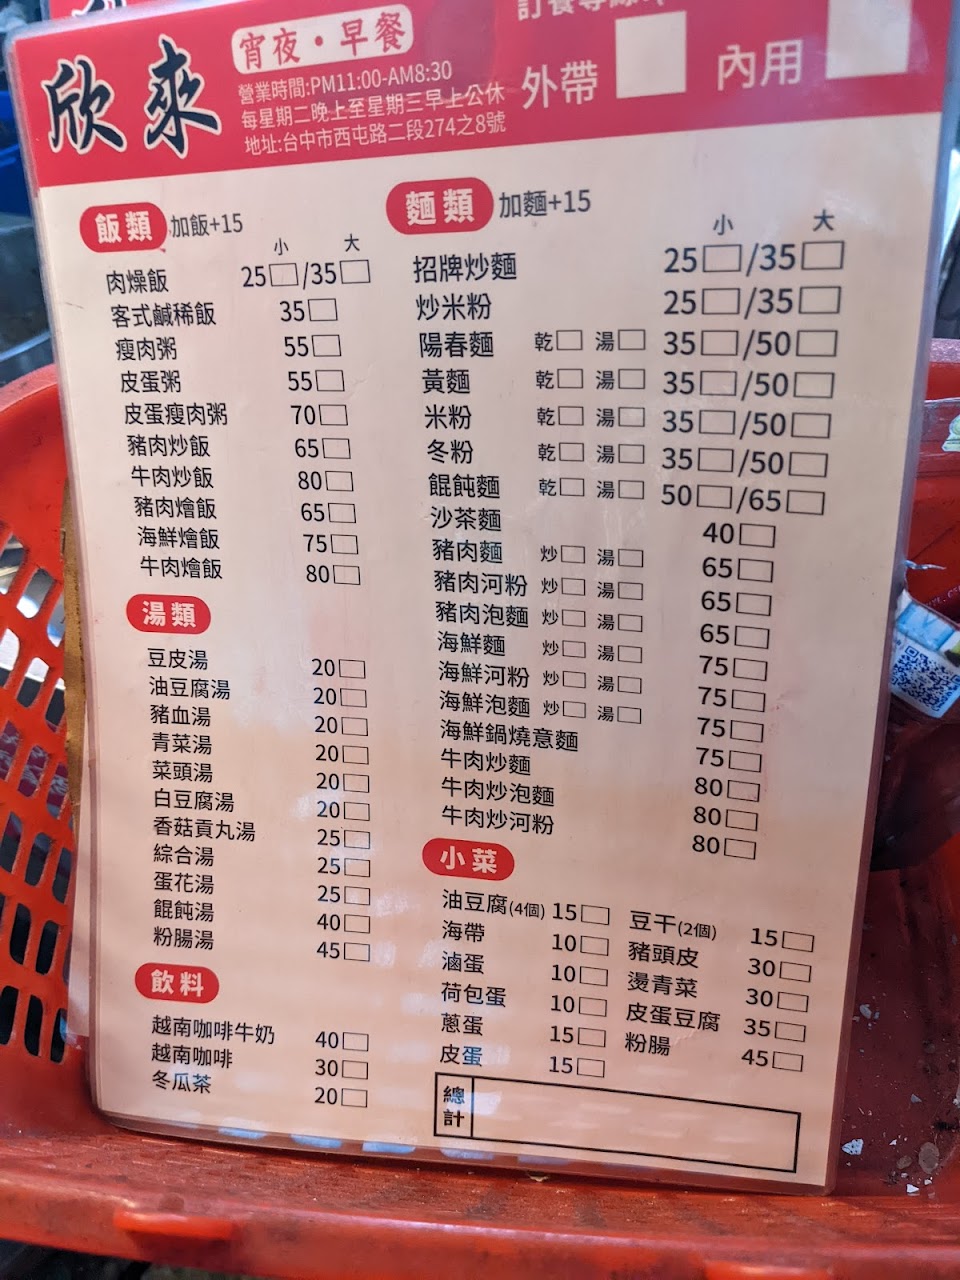 欣來
宵夜・早餐
營業時間:PM11:00-AM8:30
每星期二晚上至星期三早上公休
地址:台中市西屯路二段274之8號
外帶□ 內用□
飯類 加飯+15
小 大
肉燥飯 25□/35□
客式鹹稀飯 35□
瘦肉粥 55□
皮蛋粥 55□
皮蛋瘦肉粥 70□
豬肉炒飯 65□
牛肉炒飯 80□
豬肉燴飯 65□
海鮮燴飯 75□
牛肉燴飯 80□
湯類
豆皮湯 20□
油豆腐湯 20□
豬血湯 20□
青菜湯 20□
菜頭湯 20□
白豆腐湯 20□
香菇貢丸湯 25□
綜合湯 25□
蛋花湯 25□
餛飩湯 40□
粉腸湯 45□
飲料
越南咖啡牛奶 40□
越南咖啡 30□
冬瓜茶 20□
麵類 加麵+15
小 大
招牌炒麵 25□/35□
炒米粉 25□/35□
陽春麵 乾□ 湯□ 35□/50□
黃麵 乾□ 湯□ 35□/50□
米粉 乾□ 湯□ 35□/50□
冬粉 乾□ 湯□ 35□/50□
餛飩麵 乾□ 湯□ 50□/65□
沙茶麵 40□
豬肉麵 炒□ 湯□ 65□
豬肉河粉 炒□ 湯□ 65□
豬肉泡麵 炒□ 湯□ 65□
海鮮麵 炒□ 湯□ 75□
海鮮河粉 炒□ 湯□ 75□
海鮮泡麵 炒□ 湯□ 75□
海鮮鍋燒意麵 75□
牛肉炒麵 80□
牛肉炒泡麵 80□
牛肉炒河粉 80□
小菜
油豆腐(4個) 15□ 豆干(2個) 15□
海帶 10□ 豬頭皮 30□
滷蛋 10□ 燙青菜 30□
荷包蛋 10□ 皮蛋豆腐 35□
蔥蛋 15□ 粉腸 45□
皮蛋 15□
總計